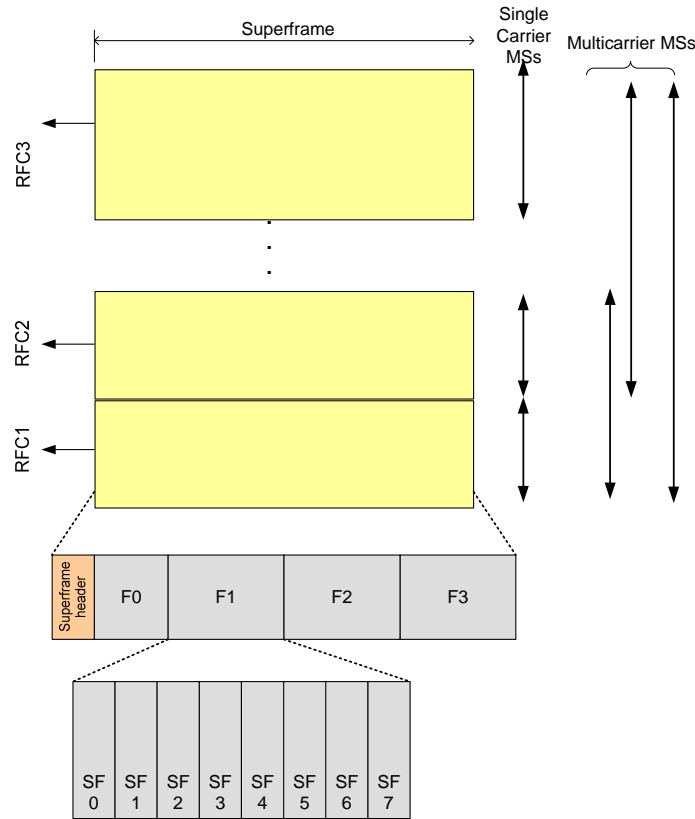 Superframe
Single
Carrier
MSs
Multicarrier MSs
RFC3
. . .
RFC2
RFC1
Superframe
header
F0
F1
F2
F3
SF
0
SF
1
SF
2
SF
3
SF
4
SF
5
SF
6
SF
7